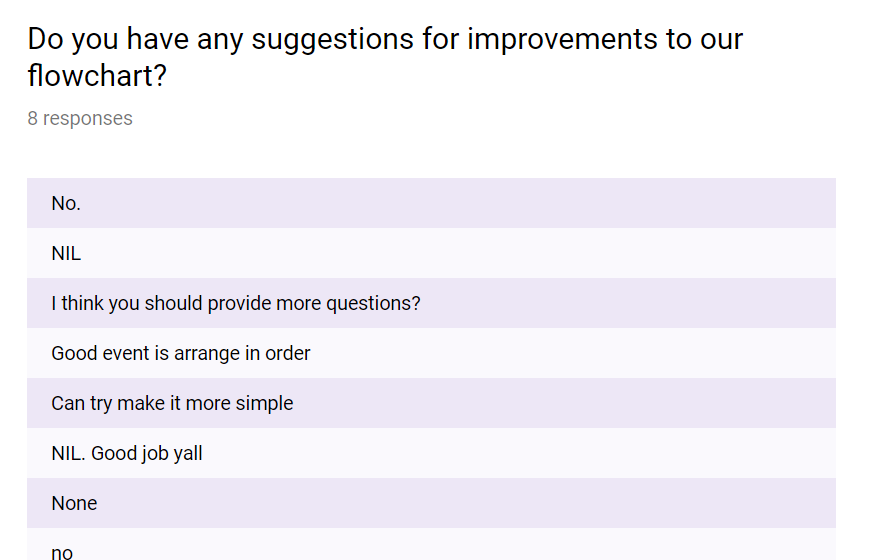 Do you have any suggestions for improvements to our
flowchart?
8 responses
No.
NIL
I think you should provide more questions?
Good event is arrange in order
Can try make it more simple
NIL. Good job yall
None
no